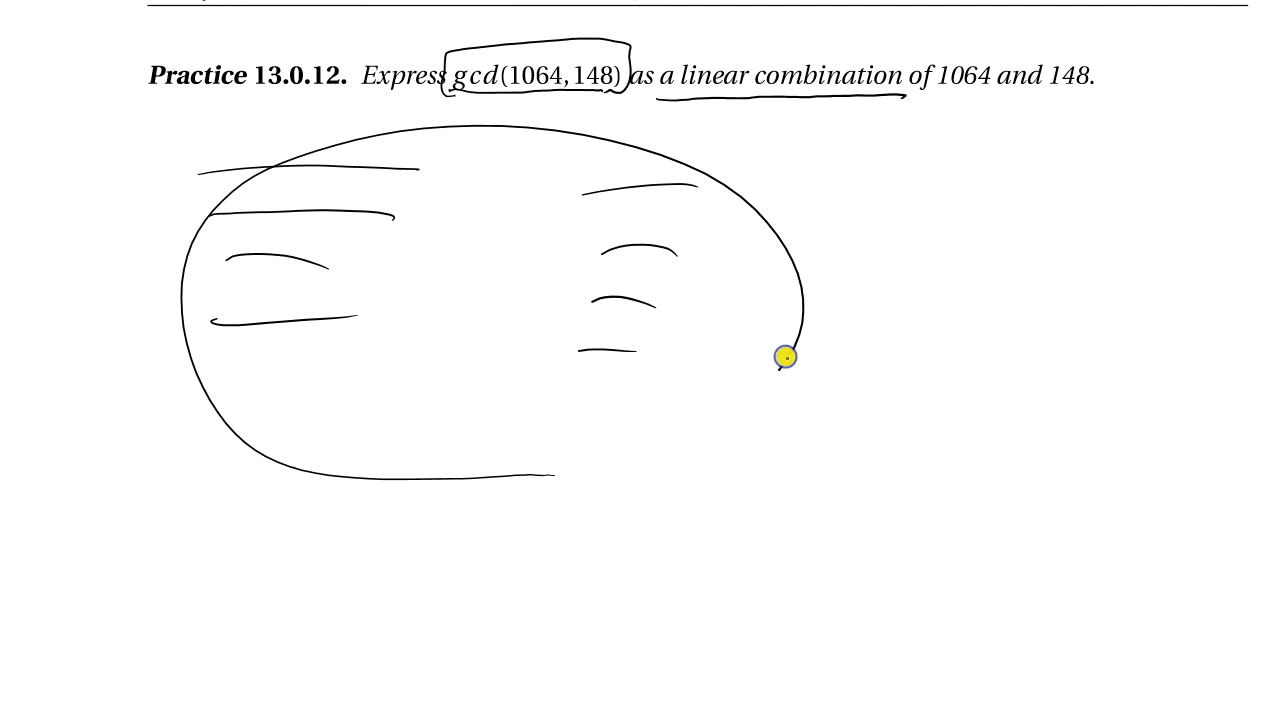 Practice 13.0.12. Express gcd(1064,148) as a linear combination of 1064 and 148.